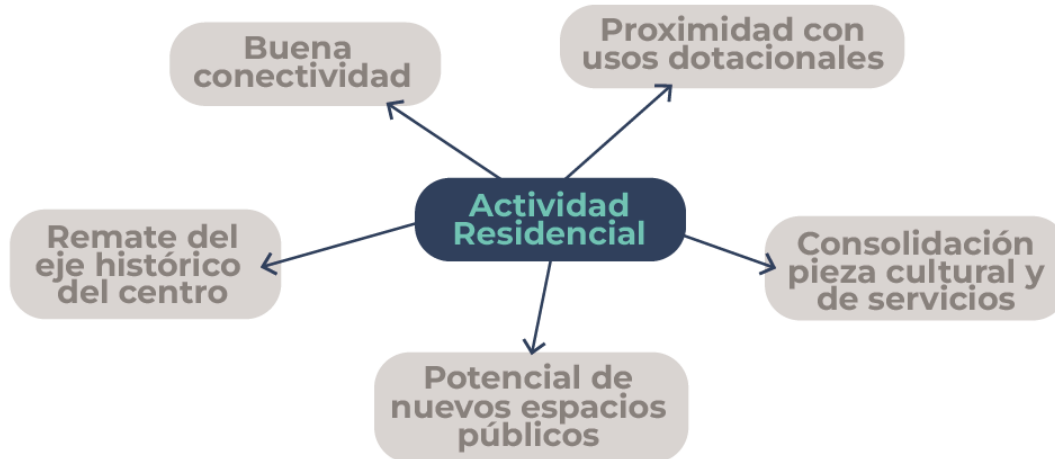 Buena
conectividad
Proximidad con
usos dotacionales
Actividad
Residencial
Remate del
eje histórico
del centro
Consolidación
pieza cultural y
de servicios
Potencial de
nuevos espacios
públicos